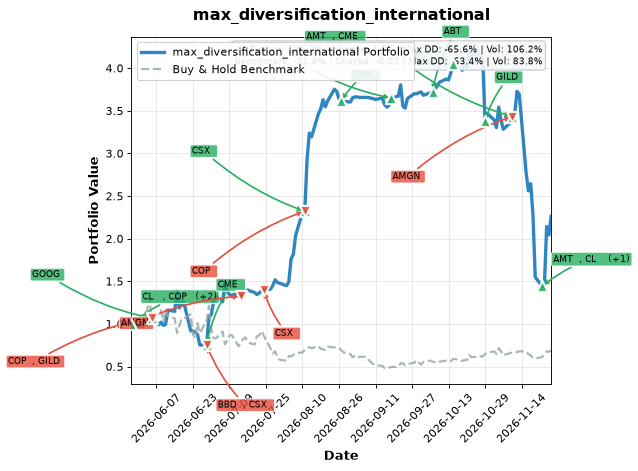 max_diversification_international
AMT , CME
ABT
max_diversification_international Portfolio
Buy & Hold Benchmark
Max DD: -65.6% | Vol: 106.2%
Max DD: -53.4% | Vol: 83.8%
GILD
CSX
AMGN
COP
GOOG
CL , COP (+2)
CME
AMT , CL (+1)
AMGN
CSX
COP , GILD
BBD , CSX
4.0
3.5
3.0
2.5
2.0
1.5
1.0
0.5
Portfolio Value
2026-06-07
2026-06-23
2026-07-25
2026-08-10
2026-08-26
2026-09-11
2026-09-27
2026-10-13
2026-10-29
2026-11-14
Date